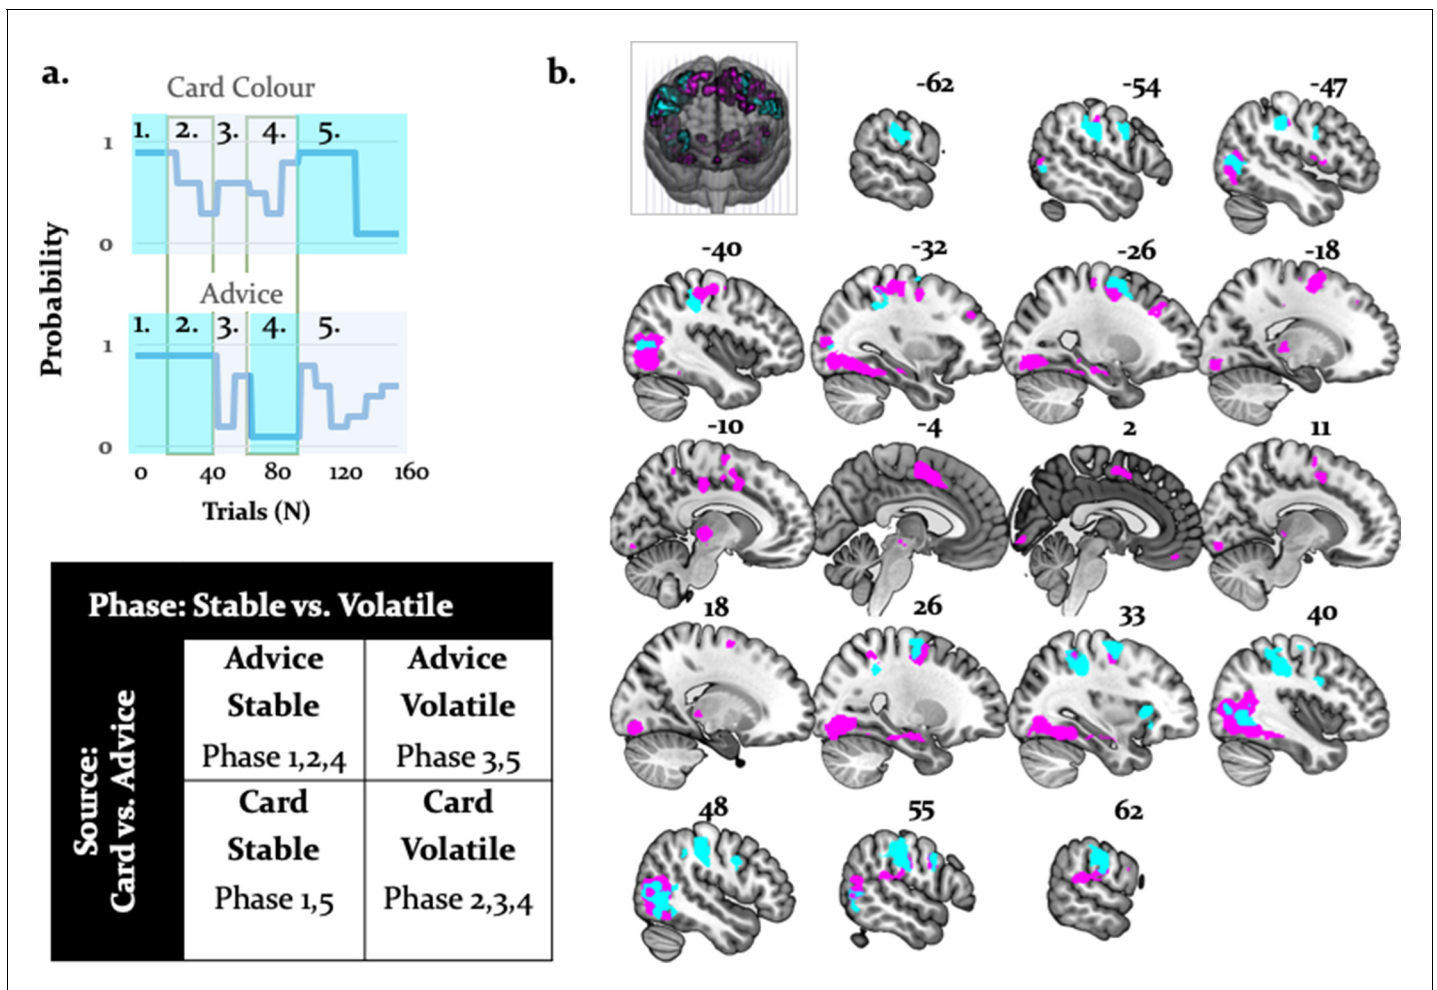 a.
Card Colour
1. 2. 3. 4. 5.
1
0
Probability
Advice
1. 2. 3. 4. 5.
1
0
0 40 80 120 160
Trials (N)
Phase: Stable vs. Volatile
Source:
Card vs. Advice
Advice
Stable
Phase 1,2,4
Advice
Volatile
Phase 3,5
Card
Stable
Phase 1,5
Card
Volatile
Phase 2,3,4
b.
-62 -54 -47
-40 -32 -26 -18
-10 -4 2 11
18 26 33 40
48 55 62